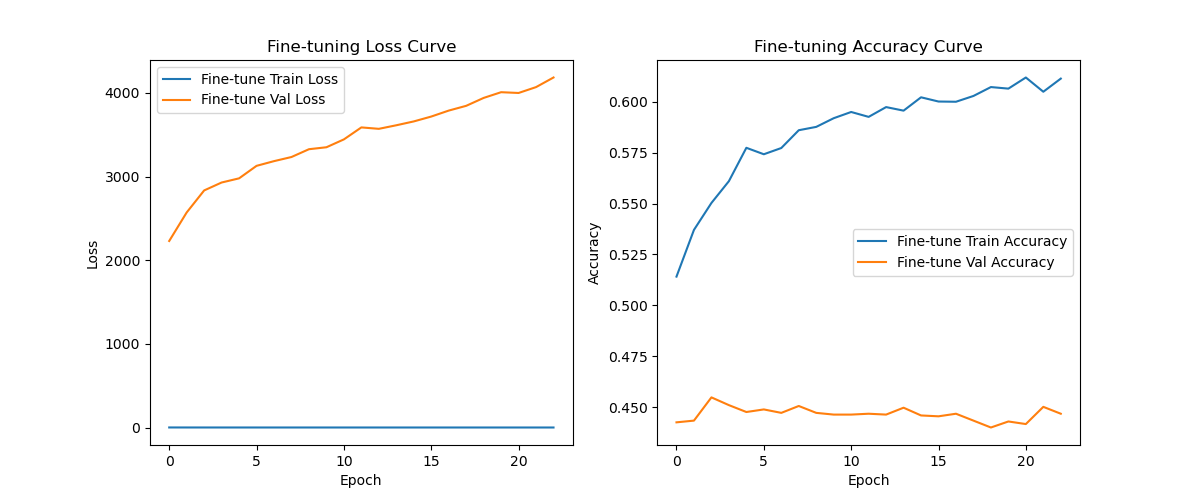 Fine-tuning Loss Curve
Fine-tune Train Loss
Fine-tune Val Loss
4000
3000
2000
1000
0
Loss
0 5 10 15 20
Epoch
Fine-tuning Accuracy Curve
0.600
0.575
0.550
0.525
0.500
0.475
0.450
Accuracy
Fine-tune Train Accuracy
Fine-tune Val Accuracy
0 5 10 15 20
Epoch